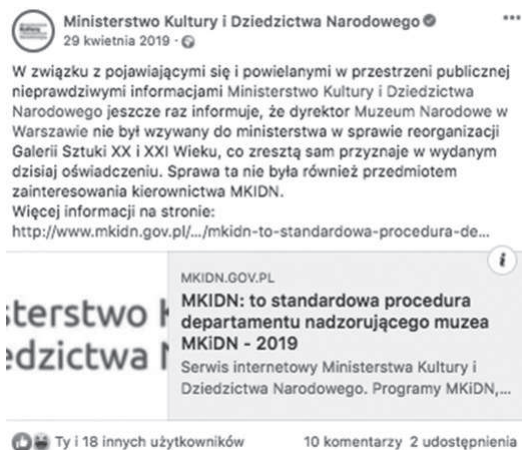 Ministerstwo Kultury i Dziedzictwa Narodowego
29 kwietnia 2019 ·
W związku z pojawiającymi się i powielanymi w przestrzeni publicznej
nieprawdziwymi informacjami Ministerstwo Kultury i Dziedzictwa
Narodowego jeszcze raz informuje, że dyrektor Muzeum Narodowe w
Warszawie nie był wzywany do ministerstwa w sprawie reorganizacji
Galerii Sztuki XX i XXI Wieku, co zresztą sam przyznaje w wydanym
dzisiaj oświadczeniu. Sprawa ta nie była również przedmiotem
zainteresowania kierownictwa MKIDN.
Więcej informacji na stronie:
http://www.mkidn.gov.pl/.../mkidn-to-standardowa-procedura-de...
i
sterstwo K
edzictwa N
MKIDN.GOV.PL
MKIDN: to standardowa procedura
departamentu nadzorującego muzea
MKiDN - 2019
Serwis internetowy Ministerstwa Kultury i
Dziedzictwa Narodowego. Programy MKiDN,...
Ty i 18 innych użytkowników
10 komentarzy 2 udostępnienia